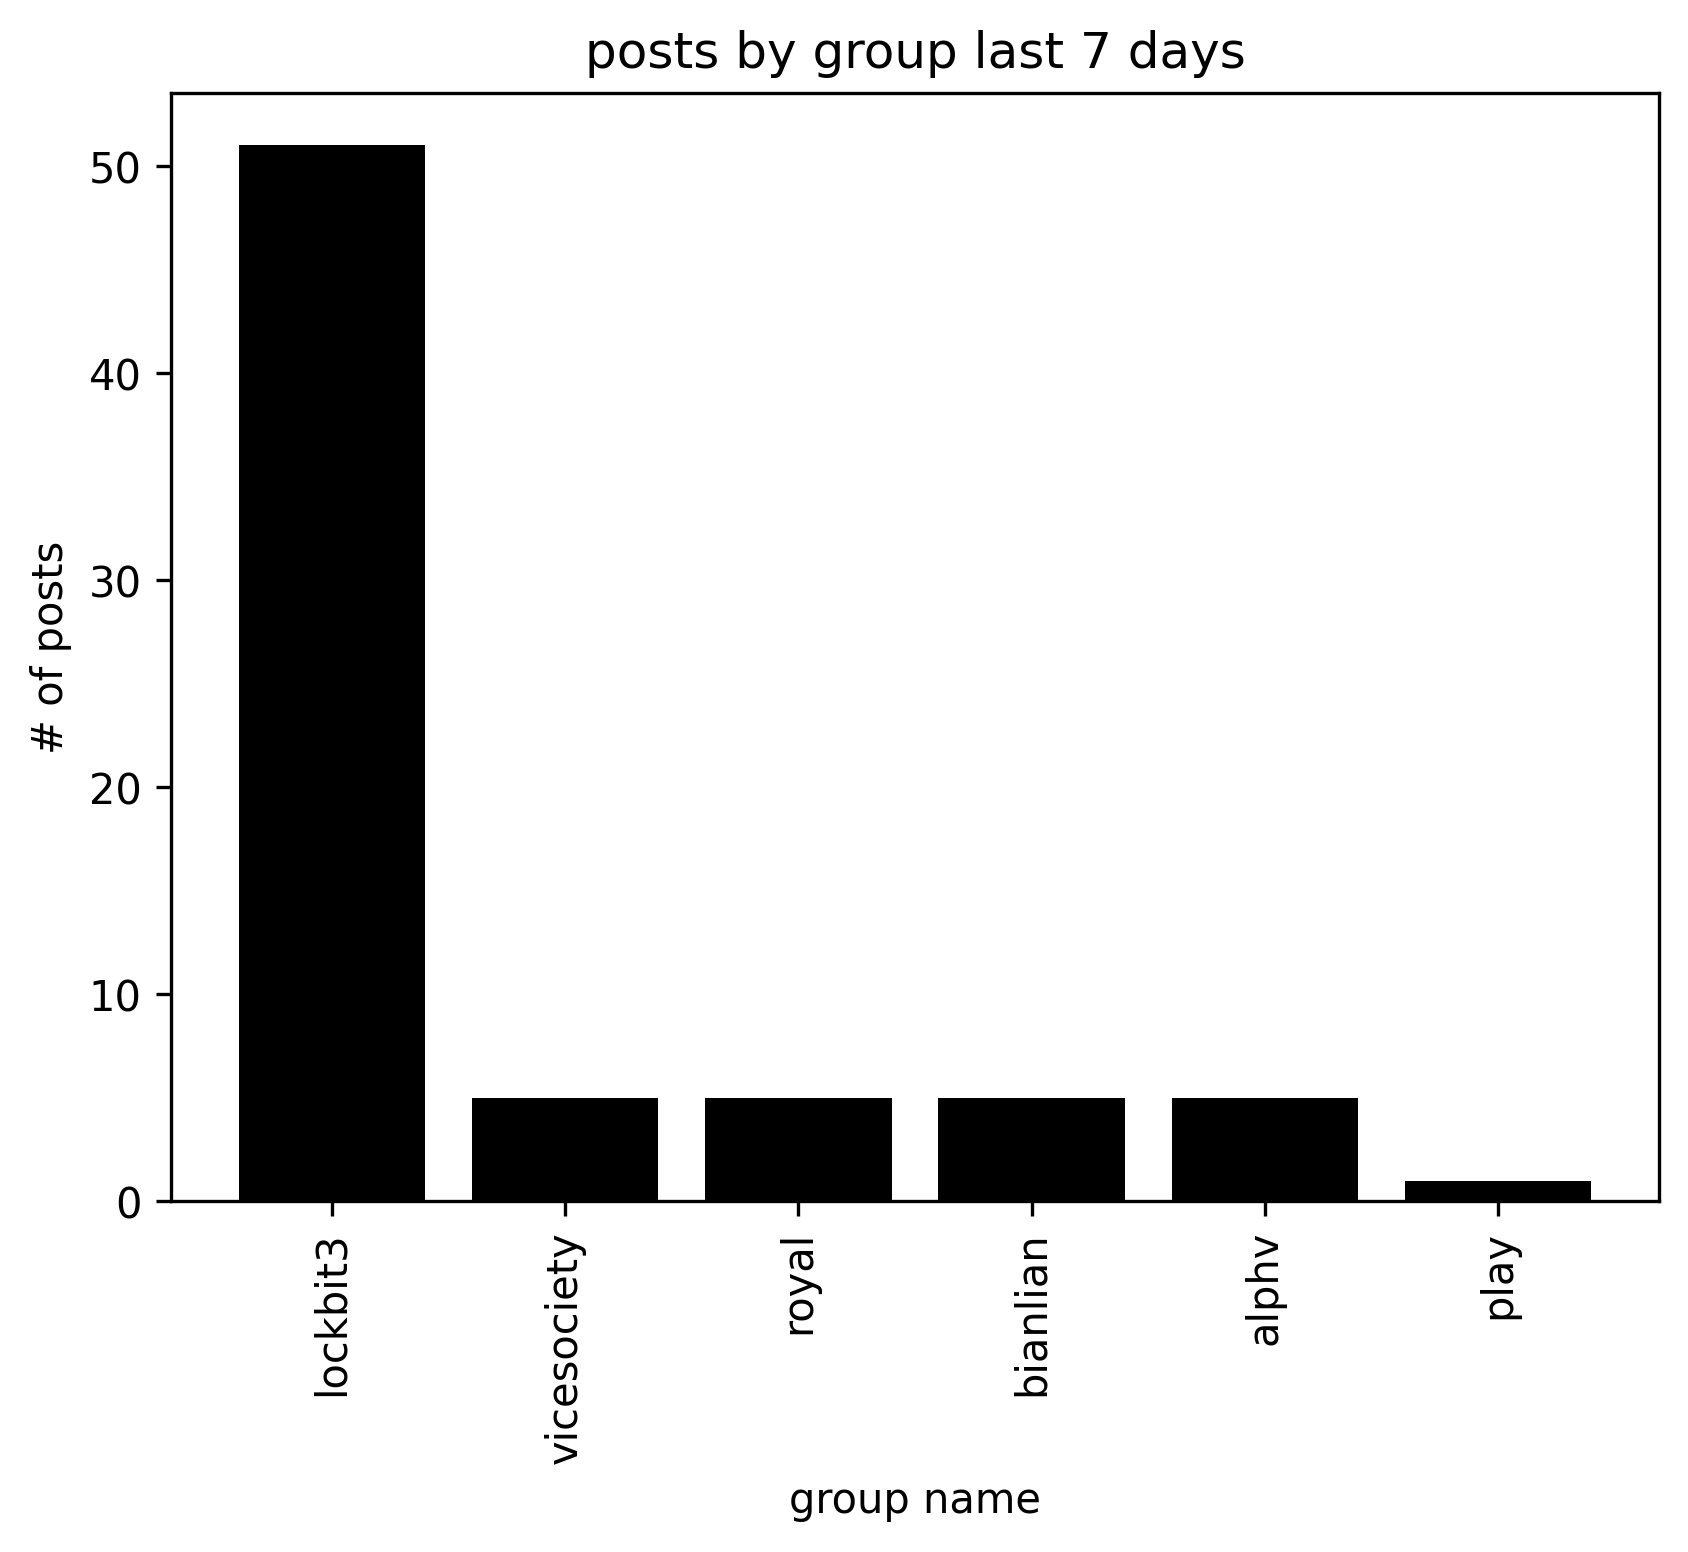 posts by group last 7 days
# of posts
50
40
30
20
10
0
lockbit3
vicesociety
royal
bianlian
alphv
play
group name